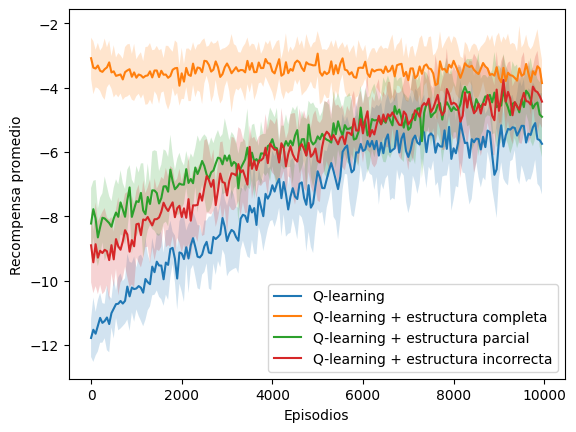 −2
−4
−6
−8
−10
−12
Recompensa promedio
0
2000
4000
6000
8000
10000
Episodios
Q-learning
Q-learning + estructura completa
Q-learning + estructura parcial
Q-learning + estructura incorrecta